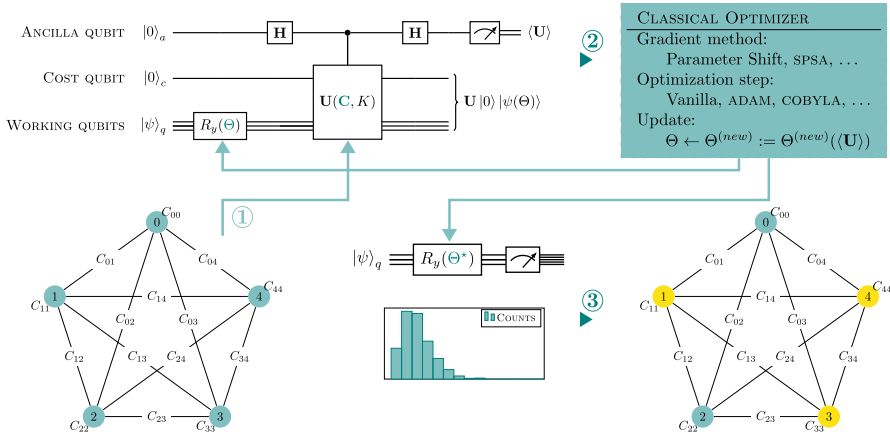 ANCILLA QUBIT |0⟩a H H ⟨U⟩
COST QUBIT |0⟩c U(C, K) U |0⟩ |ψ(Θ)⟩
WORKING QUBITS |ψ⟩q Ry(Θ)
②
CLASSICAL OPTIMIZER
Gradient method:
Parameter Shift, SPSA, …
Optimization step:
Vanilla, ADAM, COBYLA, …
Update:
Θ ← Θ(new) := Θ(new)(⟨U⟩)
①
0 C00
C01 C04
1 C11 C14 4 C44
C02 C03
C12 C13 C24 C34
2 C22 C23 3 C33
|ψ⟩q Ry(Θ⋆)
COUNTS
③
0 C00
C01 C04
1 C11 C14 4 C44
C02 C03
C12 C13 C24 C34
2 C22 C23 3 C33